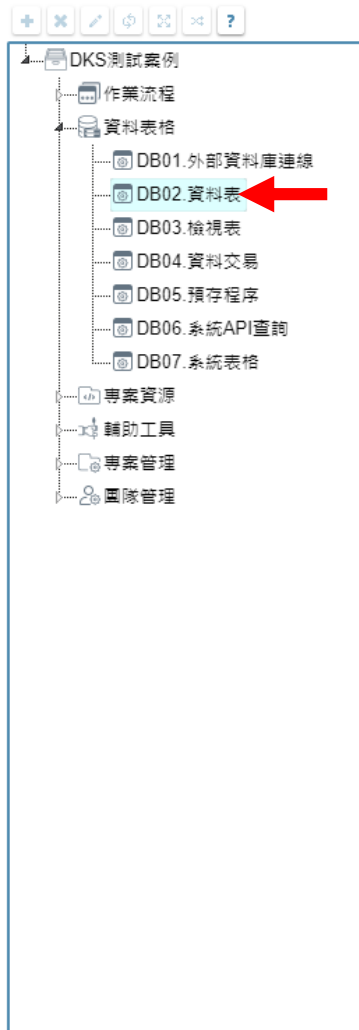 ?
DKS測試案例
作業流程
資料表格
DB01.外部資料庫連線
DB02.資料表
DB03.檢視表
DB04.資料交易
DB05.預存程序
DB06.系統API查詢
DB07.系統表格
專案資源
輔助工具
專案管理
團隊管理